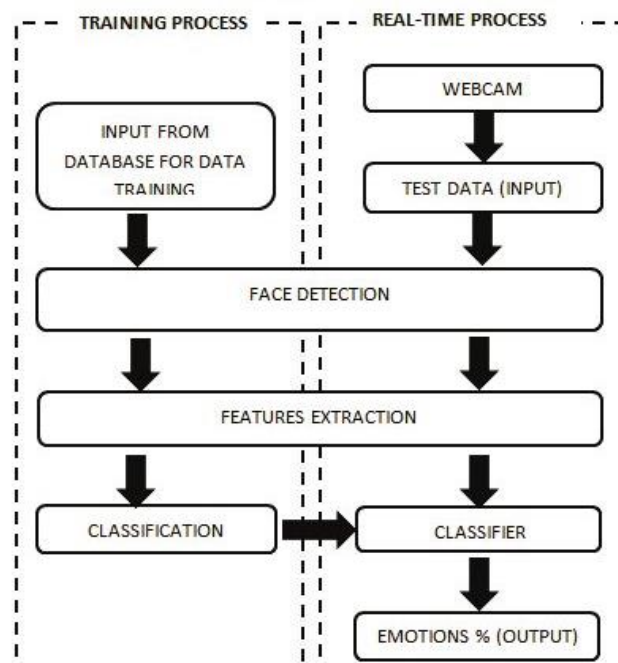 TRAINING PROCESS
REAL-TIME PROCESS
WEBCAM
INPUT FROM
DATABASE FOR DATA
TRAINING
TEST DATA (INPUT)
FACE DETECTION
FEATURES EXTRACTION
CLASSIFICATION
CLASSIFIER
EMOTIONS % (OUTPUT)